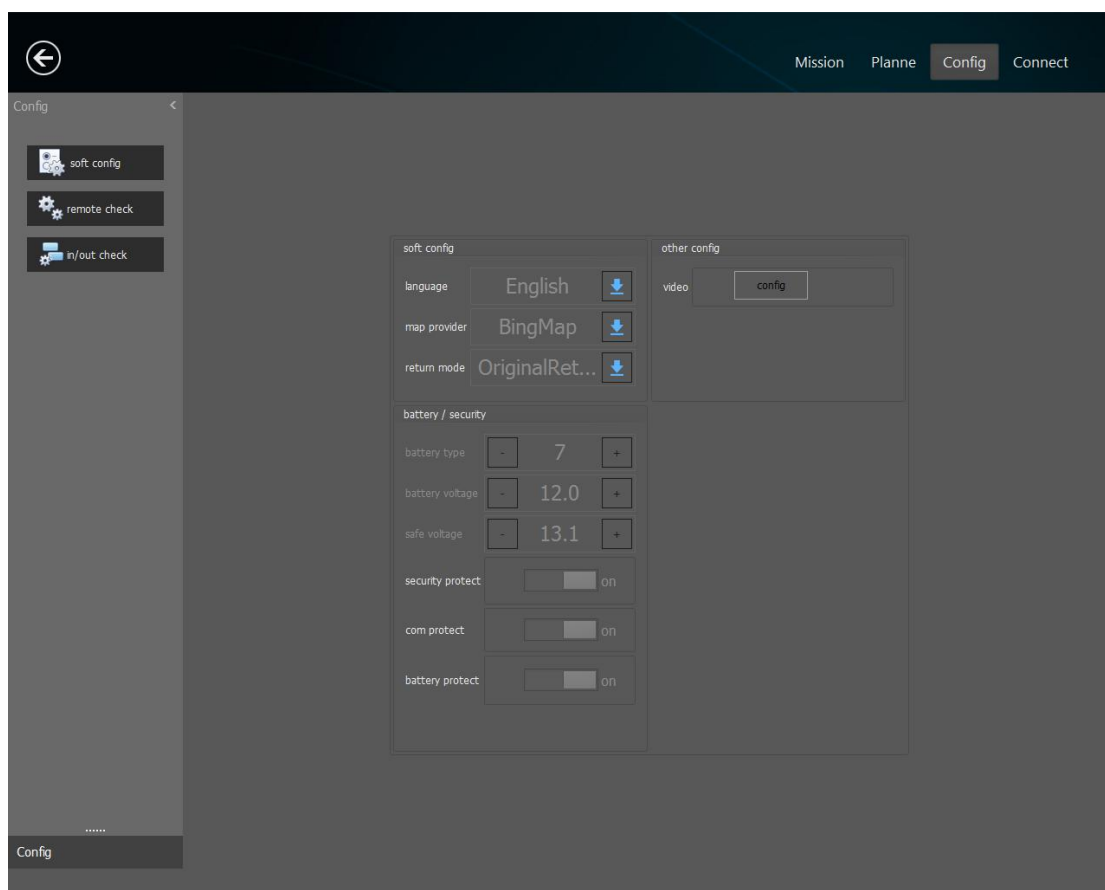 Mission Planne Config Connect
Config <
soft config
remote check
in/out check
soft config
language English
map provider BingMap
return mode OriginalRet...
other config
video config
battery / security
battery type - 7 +
battery voltage - 12.0 +
safe voltage - 13.1 +
security protect on
com protect on
battery protect on
......
Config